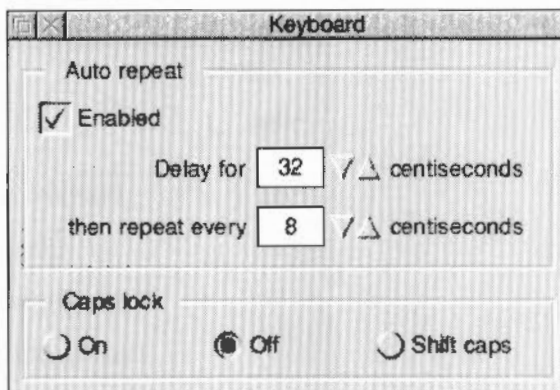 Keyboard
Auto repeat
Enabled
Delay for 32 centiseconds
then repeat every 8 centiseconds
Caps lock
On Off Shift caps